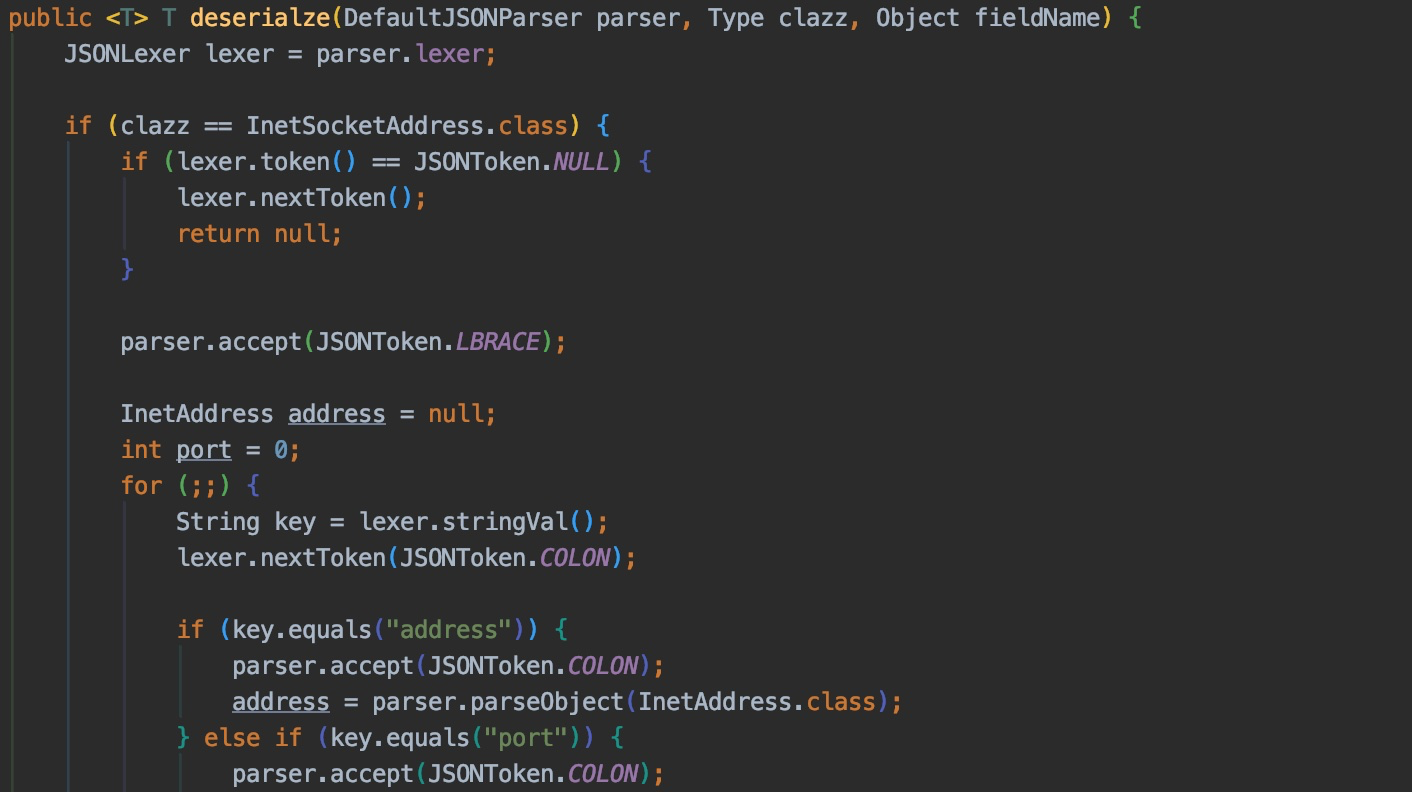 public <T> T deserialze(DefaultJSONParser parser, Type clazz, Object fieldName) {
    JSONLexer lexer = parser.lexer;
    if (clazz == InetSocketAddress.class) {
        if (lexer.token() == JSONToken.NULL) {
            lexer.nextToken();
            return null;
        }
        parser.accept(JSONToken.LBRACE);
        InetAddress address = null;
        int port = 0;
        for (;;) {
            String key = lexer.stringVal();
            lexer.nextToken(JSONToken.COLON);
            if (key.equals("address")) {
                parser.accept(JSONToken.COLON);
                address = parser.parseObject(InetAddress.class);
            } else if (key.equals("port")) {
                parser.accept(JSONToken.COLON);